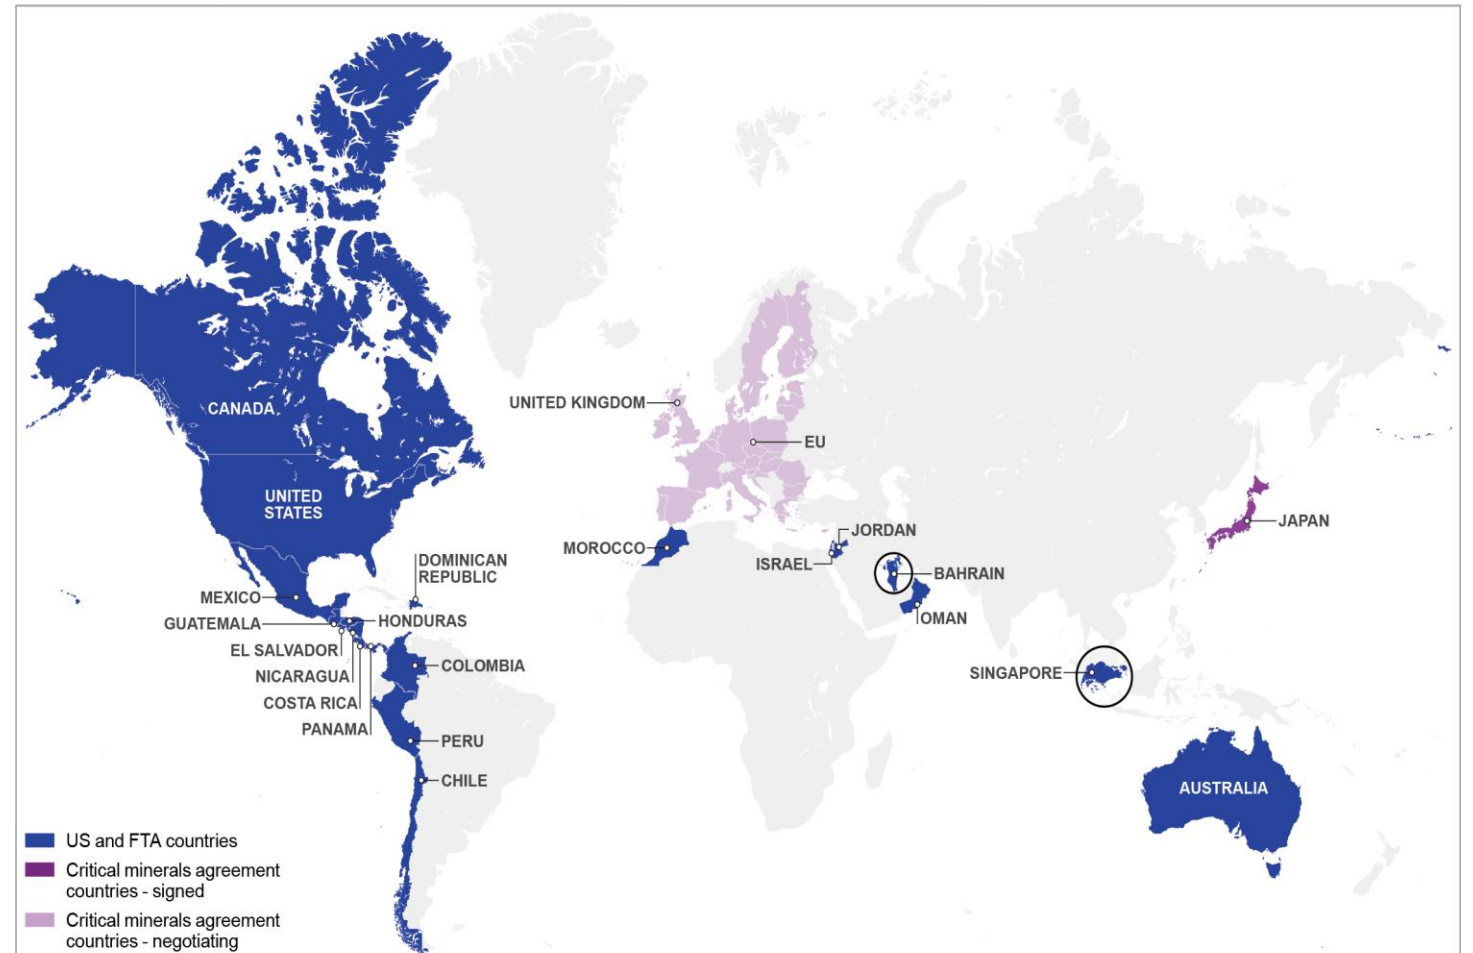 CANADA
UNITED KINGDOM
EU
UNITED
STATES
JAPAN
JORDAN
MOROCCO
ISRAEL
DOMINICAN
REPUBLIC
BAHRAIN
MEXICO
OMAN
GUATEMALA
HONDURAS
EL SALVADOR
COLOMBIA
SINGAPORE
NICARAGUA
COSTA RICA
PANAMA
PERU
CHILE
AUSTRALIA
US and FTA countries
Critical minerals agreement
countries - signed
Critical minerals agreement
countries - negotiating